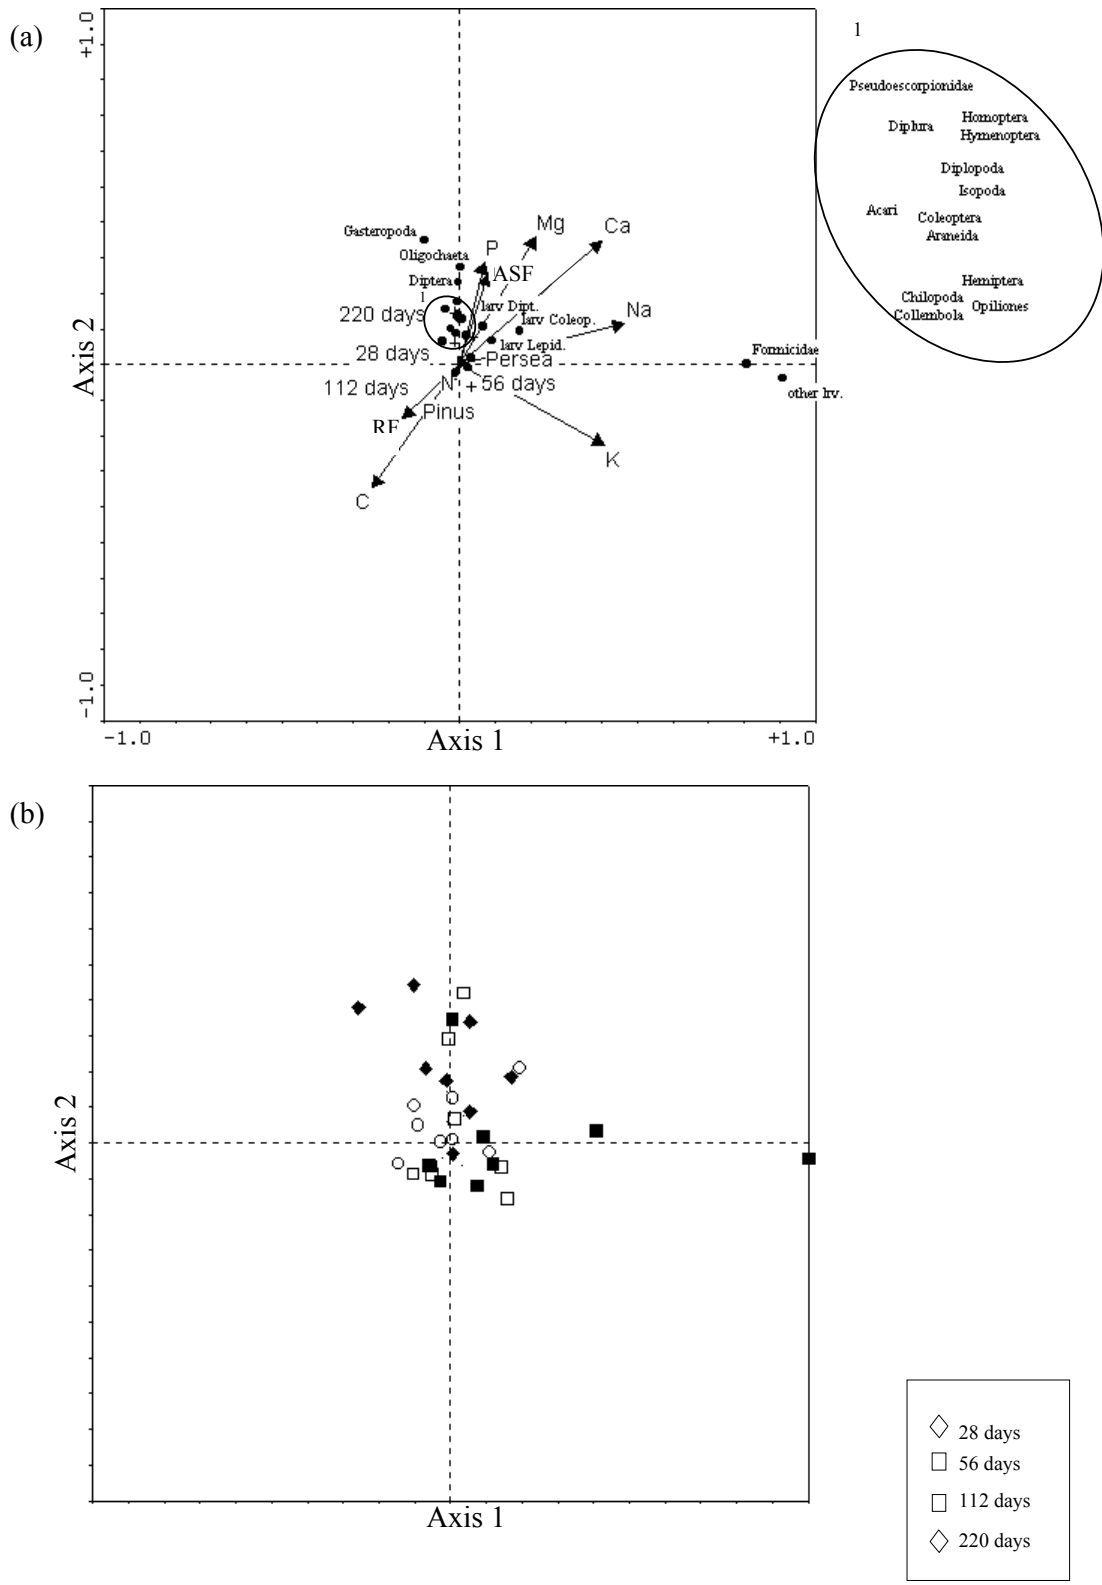 (a)
+1.0
1
Pseudoescorpionidae
Homoptera
Diplura
Hymenoptera
Diplopoda
Isopoda
Acari
Coleoptera
Araneida
Hemiptera
Chilopoda
Opiliones
Collembola
Mg
Ca
Gasteropoda
P
Oligochaeta
ASF
Diptera
1
larv Dipt.
220 days
larv Coleop.
Na
larv Lepid.
28 days
Persea
Formicidae
112 days
N
+ 56 days
other lrv.
Pinus
RF
K
C
Axis 2
-1.0
-1.0
Axis 1
+1.0
(b)
Axis 2
Axis 1
28 days
56 days
112 days
220 days